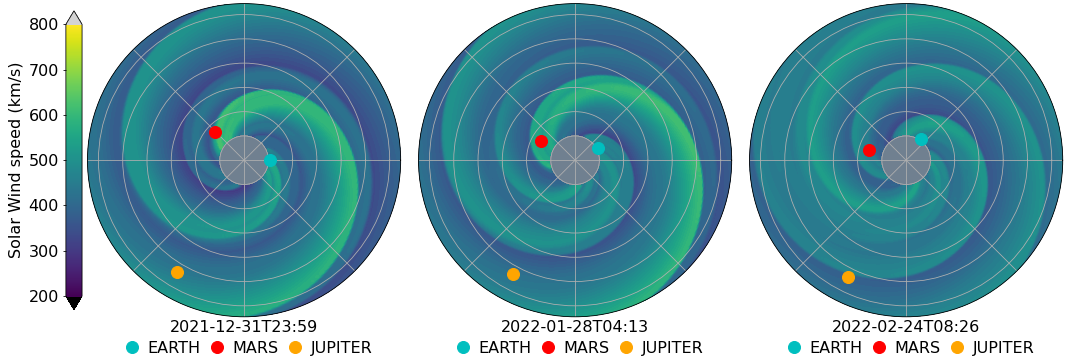 Solar Wind speed (km/s)
800
700
600
500
400
300
200
2021-12-31T23:59
EARTH MARS JUPITER
2022-01-28T04:13
EARTH MARS JUPITER
2022-02-24T08:26
EARTH MARS JUPITER